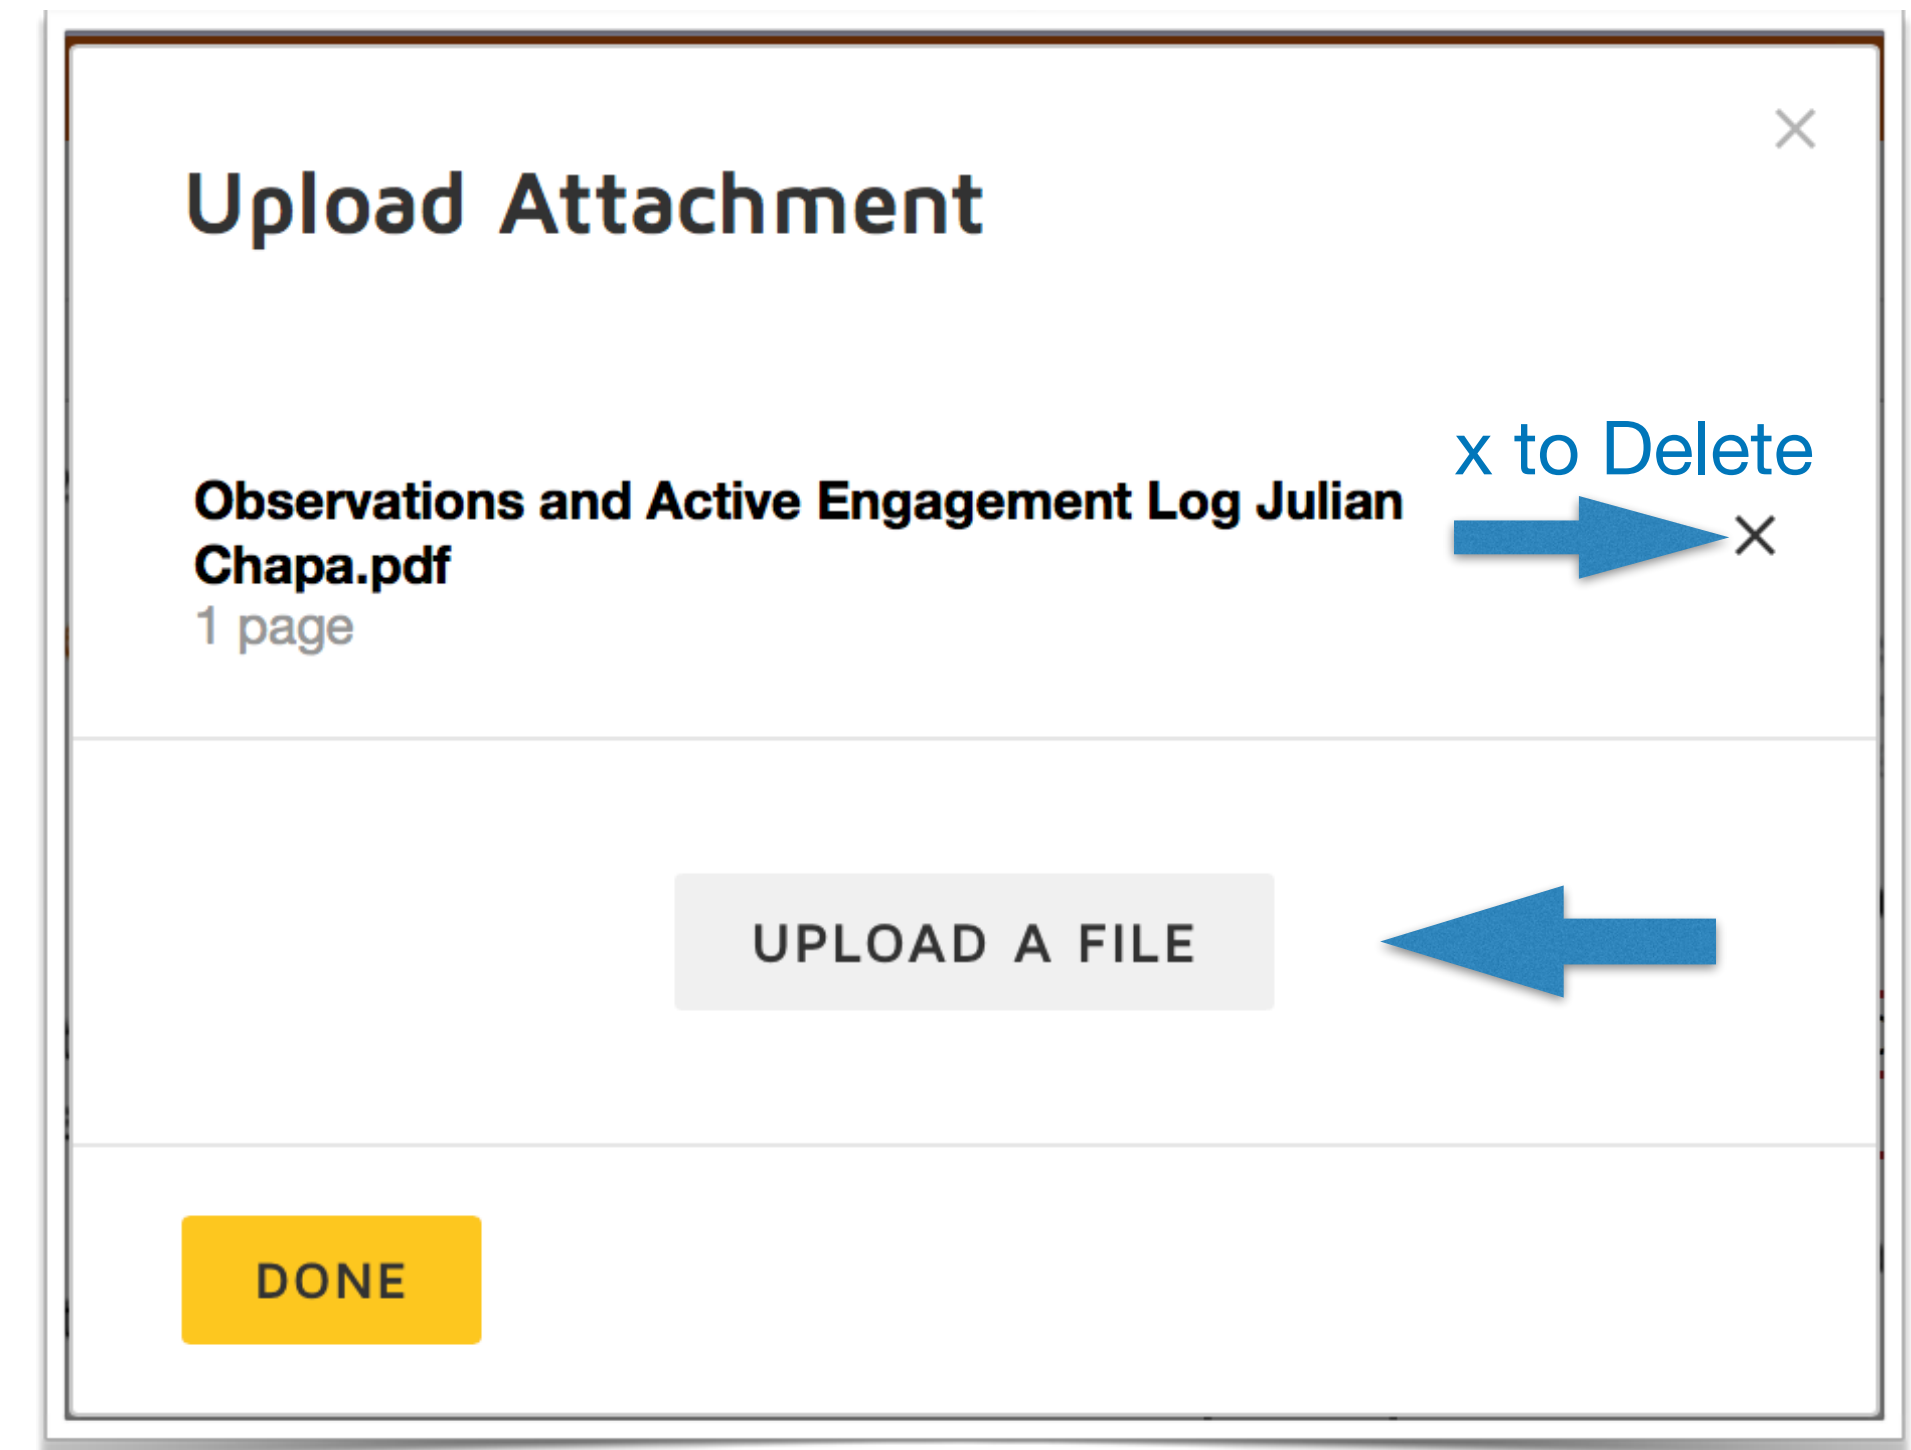 Upload Attachment
x to Delete
Observations and Active Engagement Log Julian
Chapa.pdf
1 page
UPLOAD A FILE
DONE